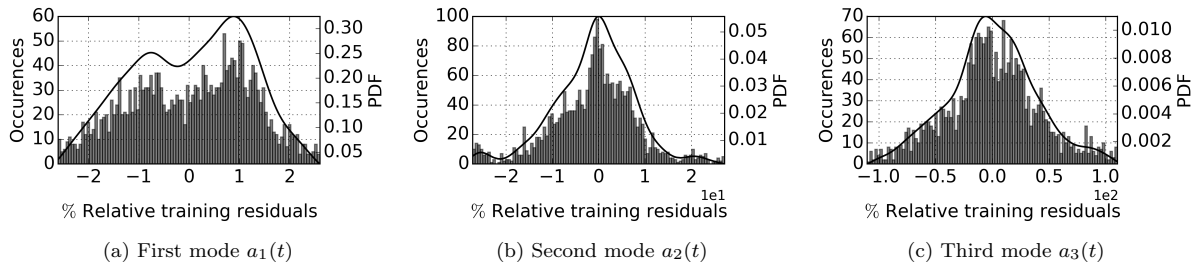 60
50
40
30
20
10
0
Occurences
0.30
0.25
0.20
0.15
0.10
0.05
PDF
−2 −1 0 1 2
% Relative training residuals
(a) First mode a₁(t)
100
80
60
40
20
0
Occurences
0.05
0.04
0.03
0.02
0.01
PDF
−2 −1 0 1 2
1e1
% Relative training residuals
(b) Second mode a₂(t)
70
60
50
40
30
20
10
0
Occurences
0.010
0.008
0.006
0.004
0.002
PDF
−1.0 −0.5 0.0 0.5 1.0
1e2
% Relative training residuals
(c) Third mode a₃(t)